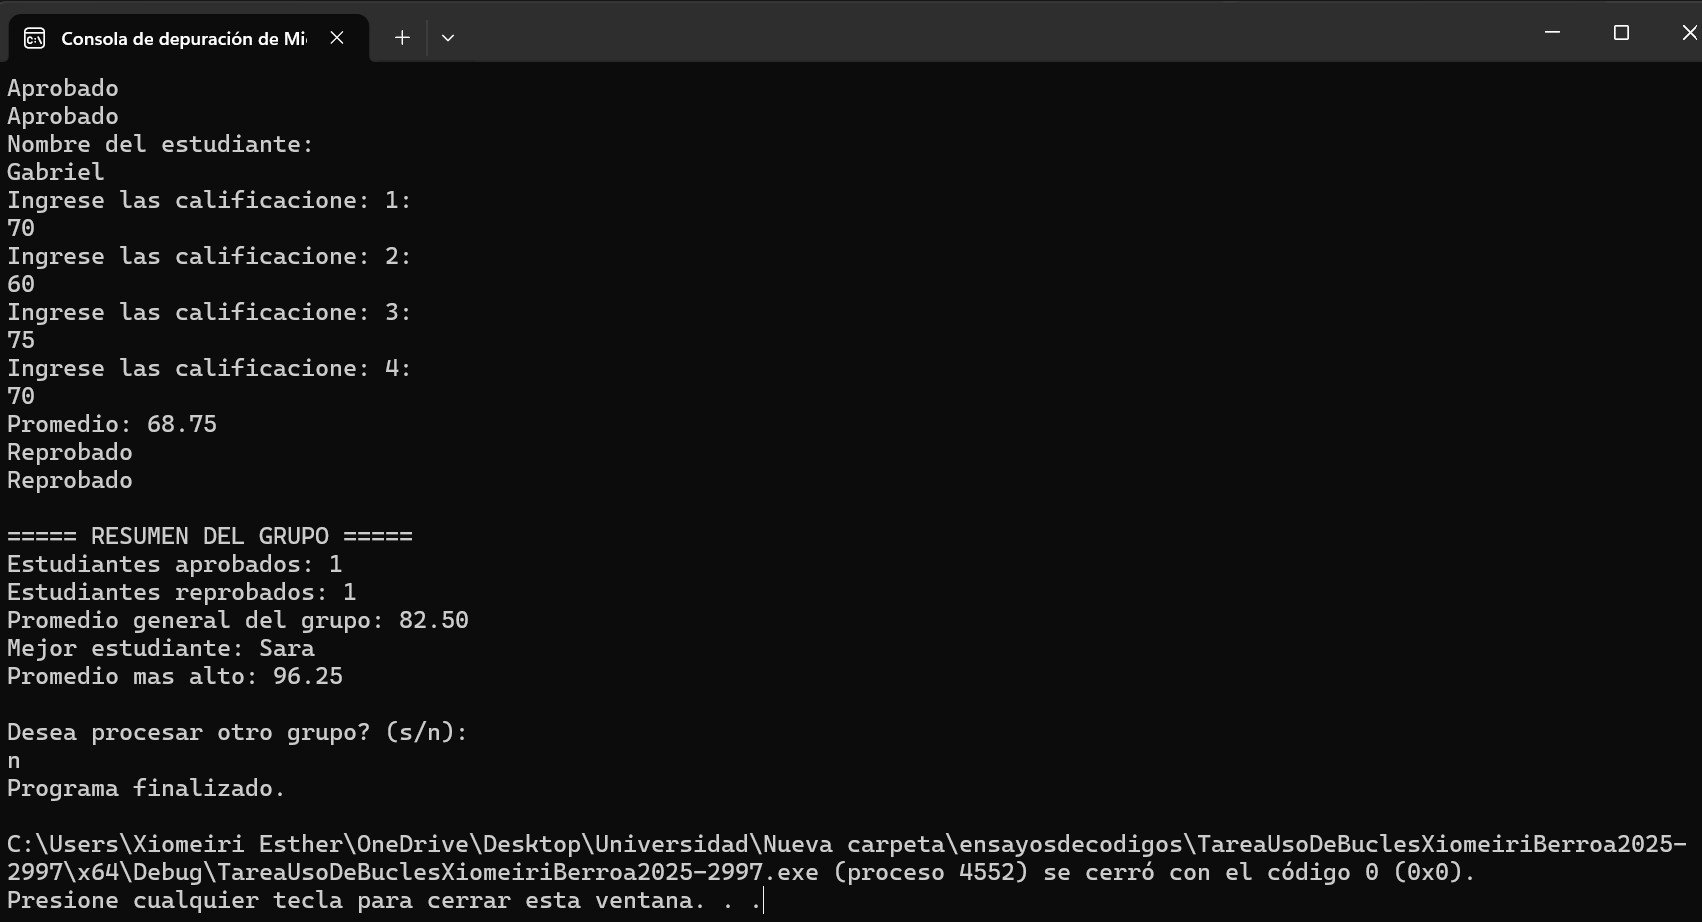 Consola de depuración de Mi
Aprobado
Aprobado
Nombre del estudiante:
Gabriel
Ingrese las calificacione: 1:
70
Ingrese las calificacione: 2:
60
Ingrese las calificacione: 3:
75
Ingrese las calificacione: 4:
70
Promedio: 68.75
Reprobado
Reprobado
===== RESUMEN DEL GRUPO =====
Estudiantes aprobados: 1
Estudiantes reprobados: 1
Promedio general del grupo: 82.50
Mejor estudiante: Sara
Promedio mas alto: 96.25
Desea procesar otro grupo? (s/n):
n
Programa finalizado.
C:\Users\Xiomeiri Esther\OneDrive\Desktop\Universidad\Nueva carpeta\ensayosdecodigos\TareaUsoDeBuclesXiomeiriBerroa2025-
2997\x64\Debug\TareaUsoDeBuclesXiomeiriBerroa2025-2997.exe (proceso 4552) se cerró con el código 0 (0x0).
Presione cualquier tecla para cerrar esta ventana. . .